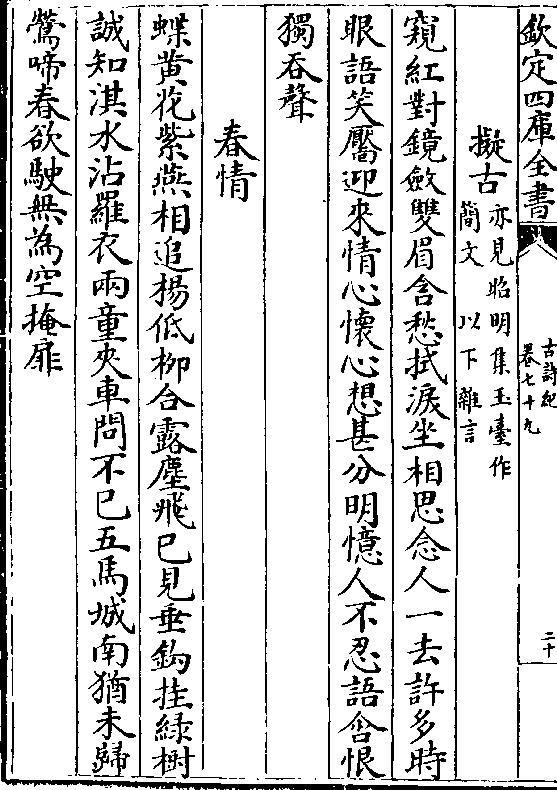 欽定四庫全書
古詩紀
卷七十九
二十
擬古
亦見昭明集玉臺作
簡文 以下雜言
窺紅對鏡斂雙眉含愁拭淚坐相思念人一去許多時
眼語笑靨迎來情心懷心想甚分明憶人不忍語含恨
獨吞聲
春情
蝶黃花紫燕相追楊低柳合露塵飛已見垂鈎挂綠樹
誠知淇水沾羅衣兩童夾車問不已五馬城南猶未歸
鶯啼春欲駛無為空掩扉